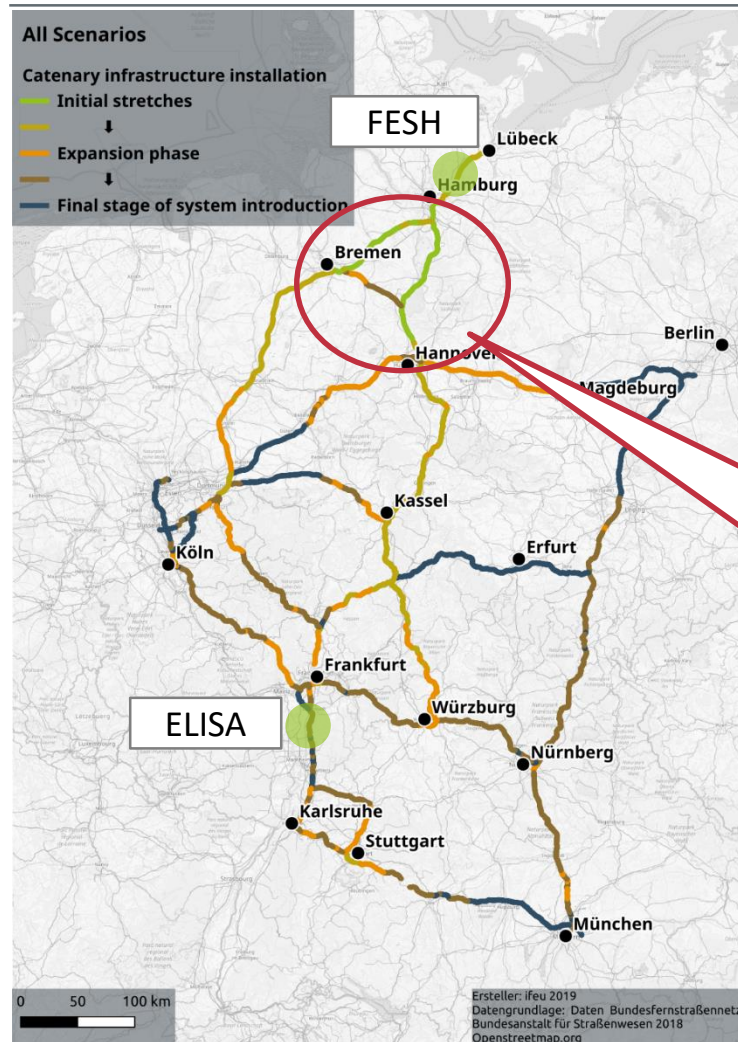 All Scenarios
Catenary infrastructure installation
Initial stretches
Expansion phase
Final stage of system introduction
FESH
Lübeck
Hamburg
Bremen
Berlin
Hannover
Magdeburg
Kassel
Erfurt
Köln
Frankfurt
Würzburg
ELISA
Nürnberg
Karlsruhe
Stuttgart
München
0 50 100 km
Ersteller: ifeu 2019
Datengrundlage: Daten Bundesfernstraßennetz
Bundesanstalt für Straßenwesen 2018
Openstreetmap.org